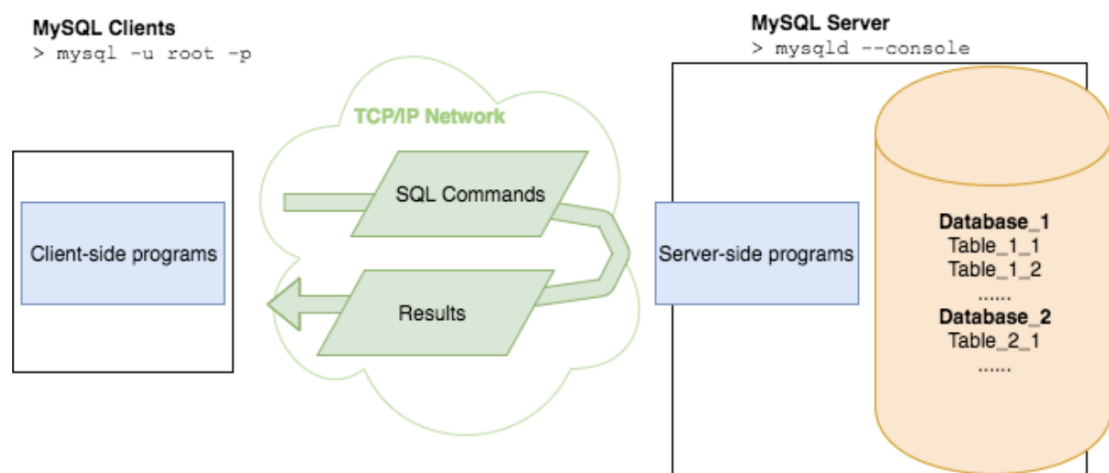 MySQL Clients
> mysql -u root -p
MySQL Server
> mysqld --console
TCP/IP Network
SQL Commands
Client-side programs
Server-side programs
Results
Database_1
Table_1_1
Table_1_2
......
Database_2
Table_2_1
......